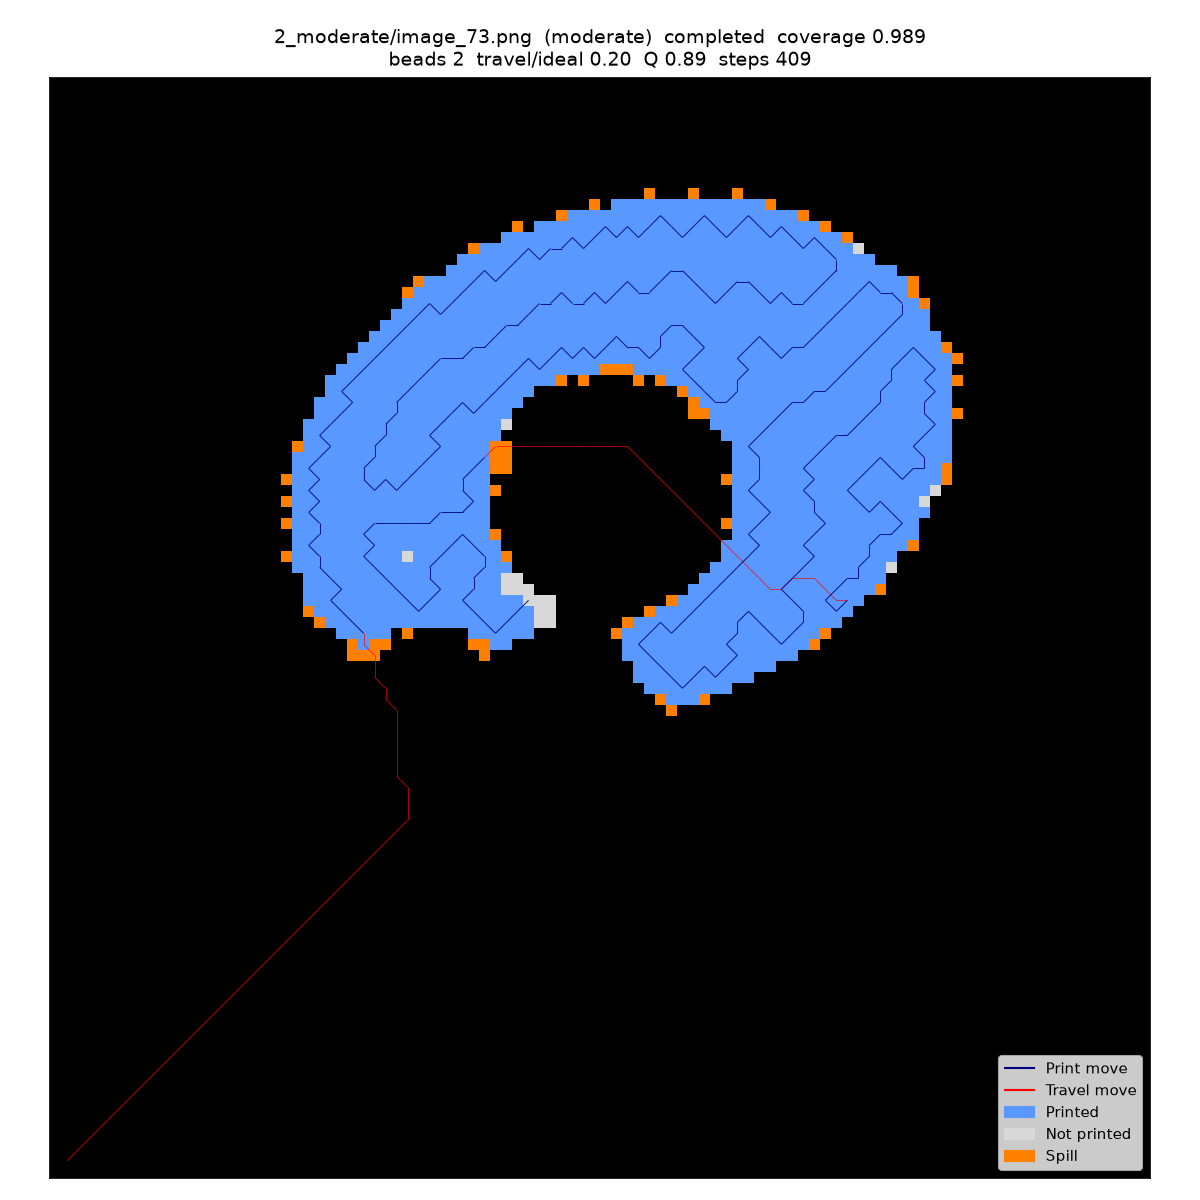 2_moderate/image_73.png  (moderate)  completed  coverage 0.989
beads 2  travel/ideal 0.20  Q 0.89  steps 409
Print move
Travel move
Printed
Not printed
Spill